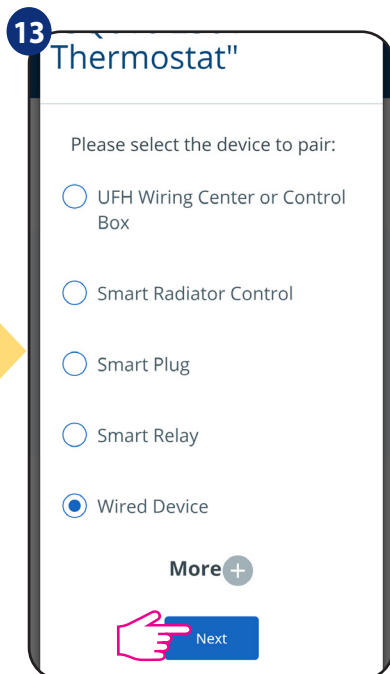 13
Thermostat"
Please select the device to pair:
UFH Wiring Center or Control
Box
Smart Radiator Control
Smart Plug
Smart Relay
Wired Device
More +
Next